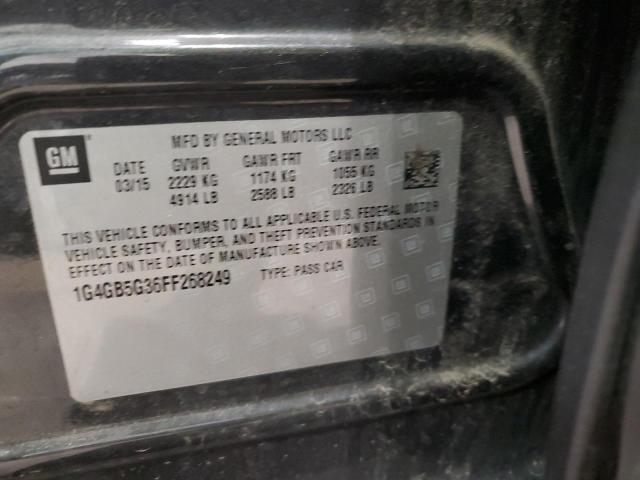 MFD BY GENERAL MOTORS LLC
GM
DATE GVWR GAWR FRT GAWR RR
03/15 2229 KG 1174 KG 1055 KG
4914 LB 2588 LB 2326 LB
THIS VEHICLE CONFORMS TO ALL APPLICABLE U.S. FEDERAL MOTOR
VEHICLE SAFETY, BUMPER, AND THEFT PREVENTION STANDARDS IN
EFFECT ON THE DATE OF MANUFACTURE SHOWN ABOVE.
1G4GB5G36FF268249 TYPE: PASS CAR